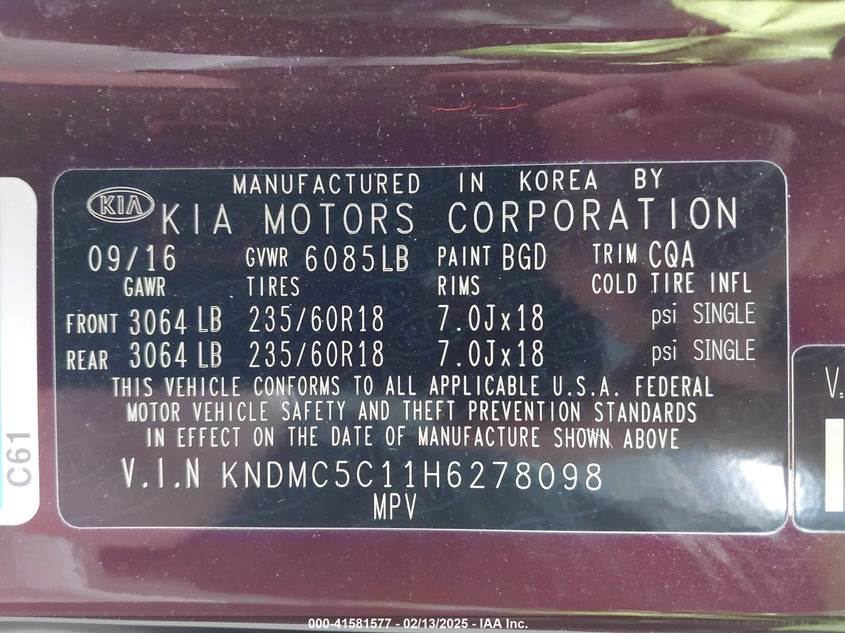 MANUFACTURED IN KOREA BY
KIA KIA MOTORS CORPORATION
09/16 GVWR 6085LB PAINT BGD TRIM CQA
GAWR TIRES RIMS COLD TIRE INFL
FRONT 3064 LB 235/60R18 7.0Jx18 psi SINGLE
REAR 3064 LB 235/60R18 7.0Jx18 psi SINGLE
THIS VEHICLE CONFORMS TO ALL APPLICABLE U.S.A. FEDERAL
MOTOR VEHICLE SAFETY AND THEFT PREVENTION STANDARDS
IN EFFECT ON THE DATE OF MANUFACTURE SHOWN ABOVE
V.I.N KNDMC5C11H6278098
MPV
C61
V.
000-41581577 - 02/13/2025 - IAA Inc.